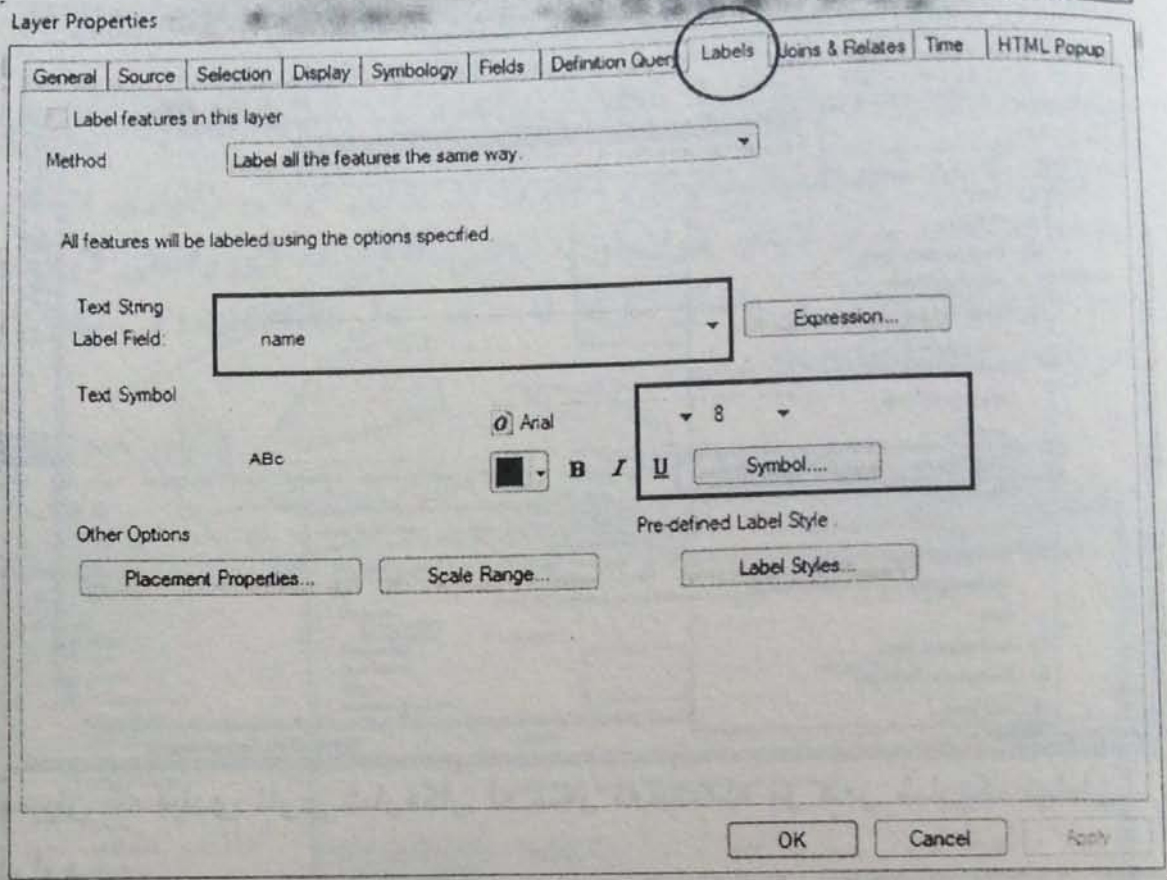 Layer Properties
General Source Selection Display Symbology Fields Definition Query Labels Joins & Relates Time HTML Popup
Label features in this layer
Method Label all the features the same way.
All features will be labeled using the options specified.
Text String
Label Field: name Expression...
Text Symbol
O Arial 8
ABc B I U Symbol....
Other Options Pre-defined Label Style
Placement Properties... Scale Range... Label Styles...
OK Cancel Apply